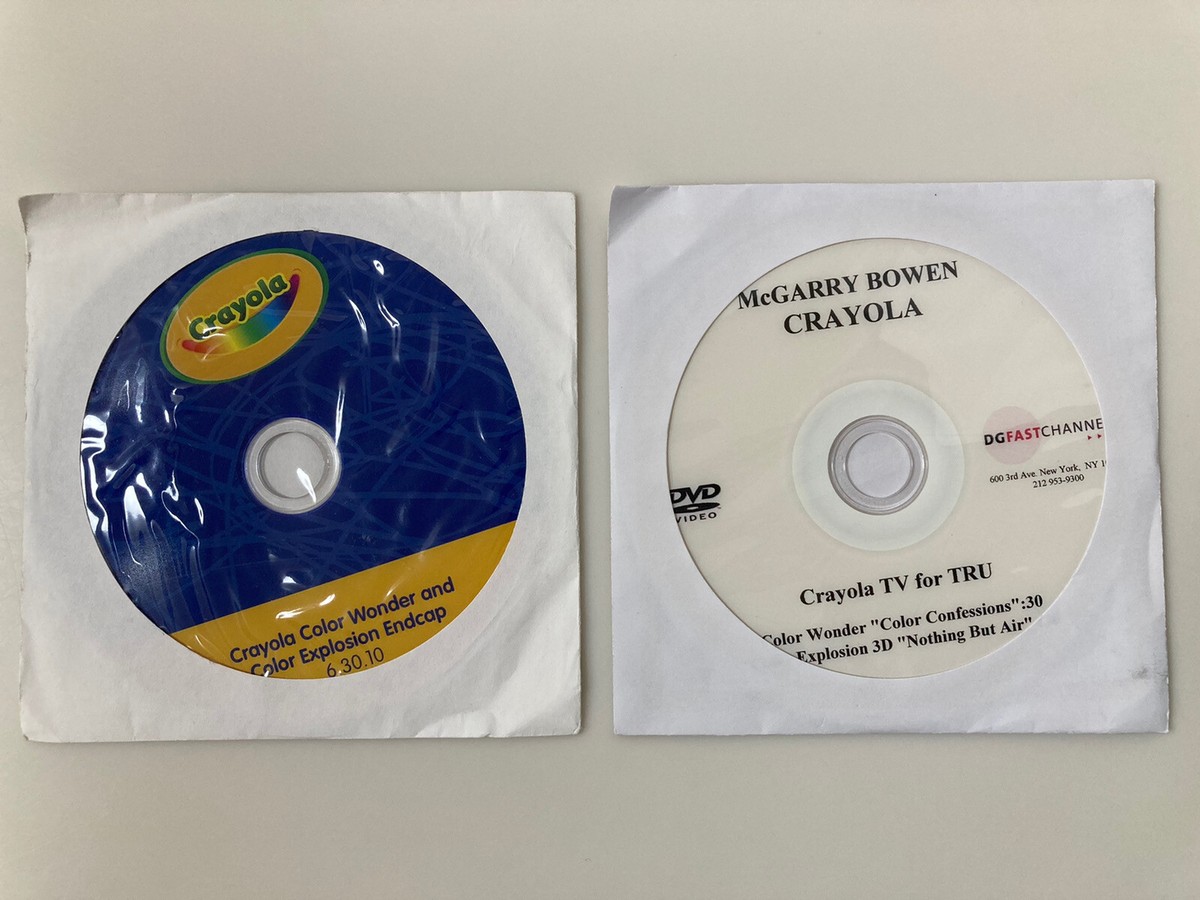 Crayola
Crayola Color Wonder and
Color Explosion Endcap
6.30.10
McGARRY BOWEN
CRAYOLA
DGFASTCHANNE
600 3rd Ave. New York, NY 1
212 953-9300
DVD
VIDEO
Crayola TV for TRU
Color Wonder "Color Confessions":30
Explosion 3D "Nothing But Air"